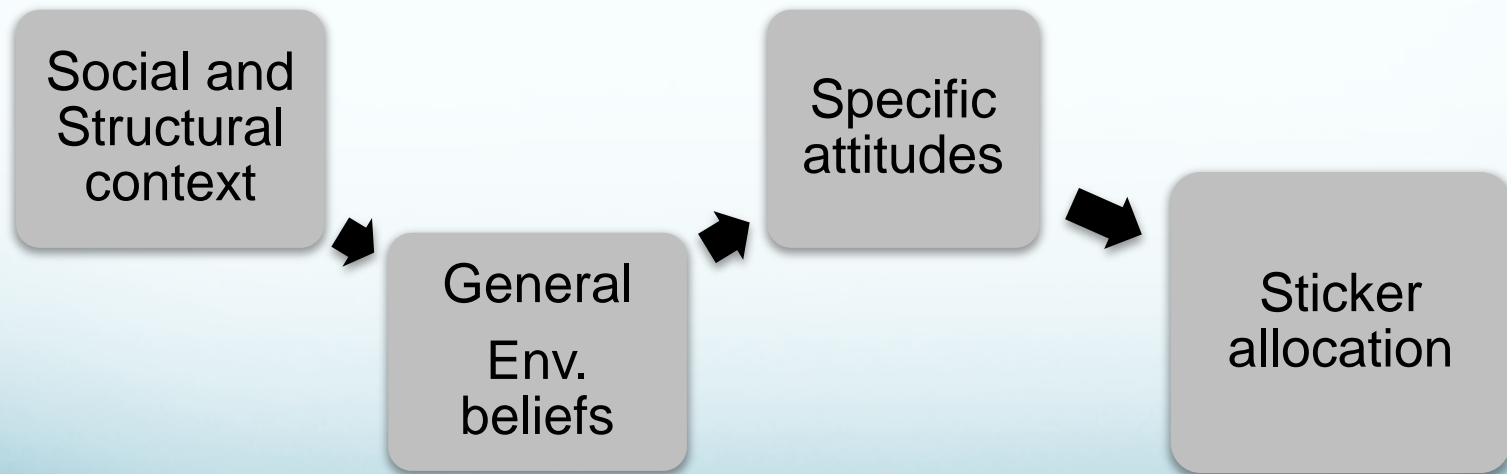 Social and
Structural
context
General
Env.
beliefs
Specific
attitudes
Sticker
allocation